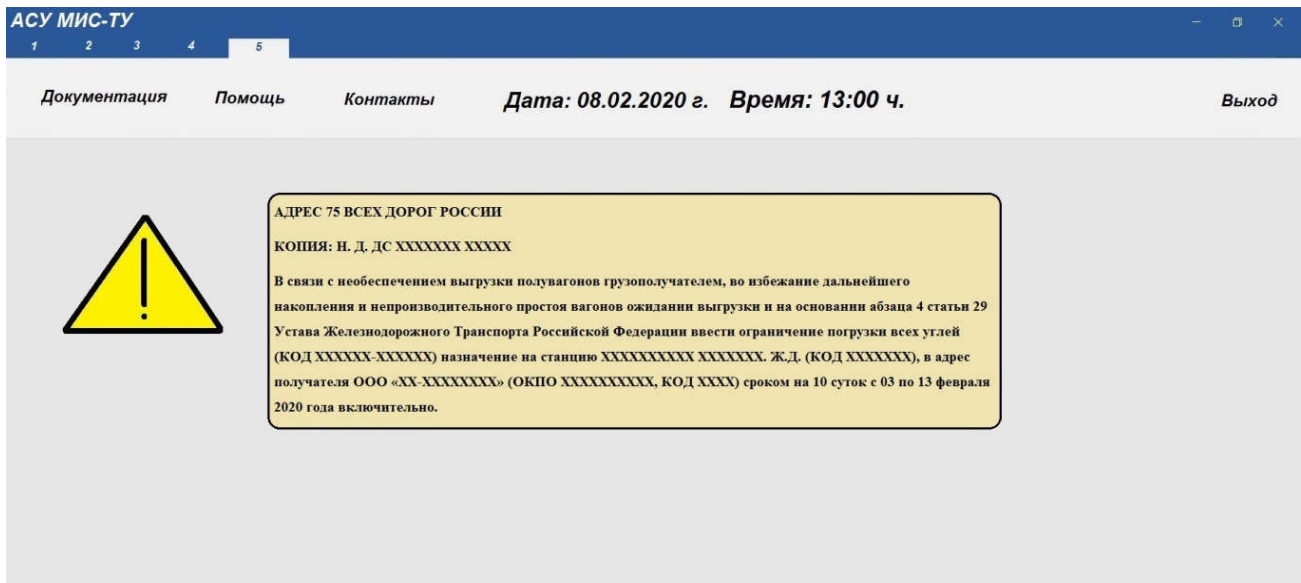 АСУ МИС-ТУ
1 2 3 4 5
Документация Помощь Контакты Дата: 08.02.2020 г. Время: 13:00 ч. Выход
АДРЕС 75 ВСЕХ ДОРОГ РОССИИ
КОПИЯ: Н. Д. ДС XXXXXXX XXXXX
В связи с необеспечением выгрузки полувагонов грузополучателем, во избежание дальнейшего
накопления и непроизводительного простоя вагонов ожидании выгрузки и на основании абзаца 4 статьи 29
Устава Железнодорожного Транспорта Российской Федерации ввести ограничение погрузки всех углей
(КОД XXXXXX-XXXXXX) назначение на станцию XXXXXXXXXX XXXXXXX. Ж.Д. (КОД XXXXXXX), в адрес
получателя ООО «XX-XXXXXXXX» (ОКПО XXXXXXXXXX, КОД XXXX) сроком на 10 суток с 03 по 13 февраля
2020 года включительно.